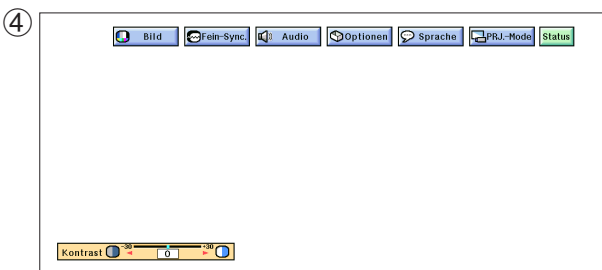 ④
Bild Fein-Sync. Audio Optionen Sprache PRJ.-Mode Status
Kontrast -30 0 +30